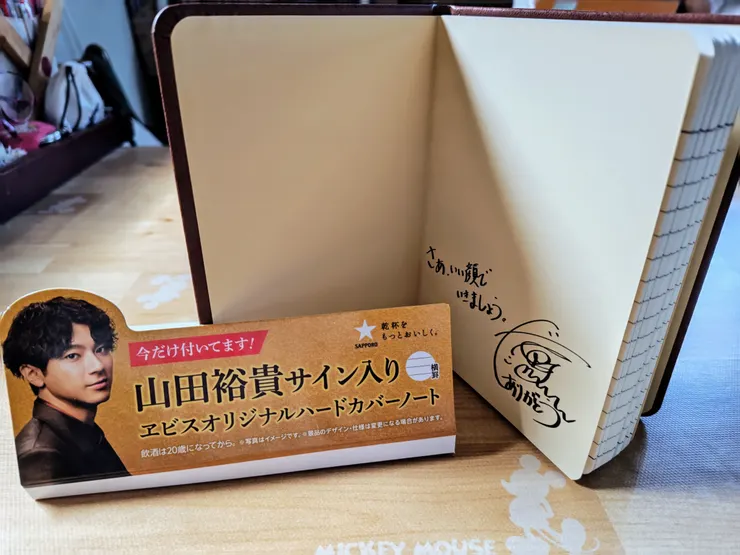 さあ、いい顔で
いきましょう。
ありがとう
今だけ付いてます!
SAPPORO
乾杯を
もっとおいしく。
山田裕貴サイン入り
横罫
ヱビスオリジナルハードカバーノート
飲酒は20歳になってから。※写真はイメージです。※景品のデザイン・仕様は変更になる場合があります。
MICKEY MOUSE